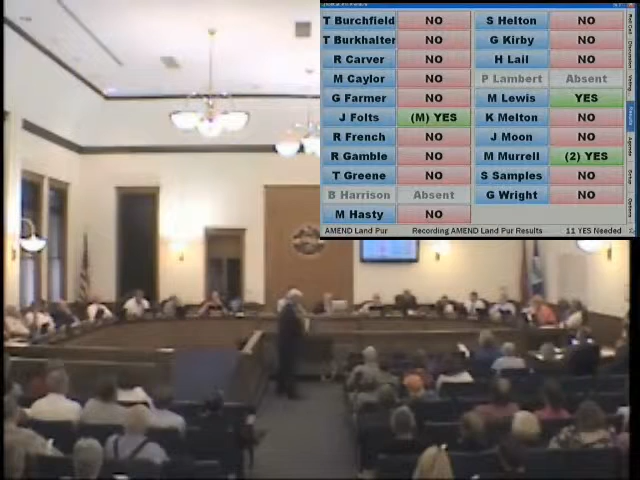 T Burchfield NO S Helton NO
T Burkhalter NO G Kirby NO
R Carver NO H Lail NO
M Caylor NO P Lambert Absent
G Farmer NO M Lewis YES
J Folts (M) YES K Melton NO
R French NO J Moon NO
R Gamble NO M Murrell (2) YES
T Greene NO S Samples NO
B Harrison Absent G Wright NO
M Hasty NO
AMEND Land Pur Recording AMEND Land Pur Results 11 YES Needed